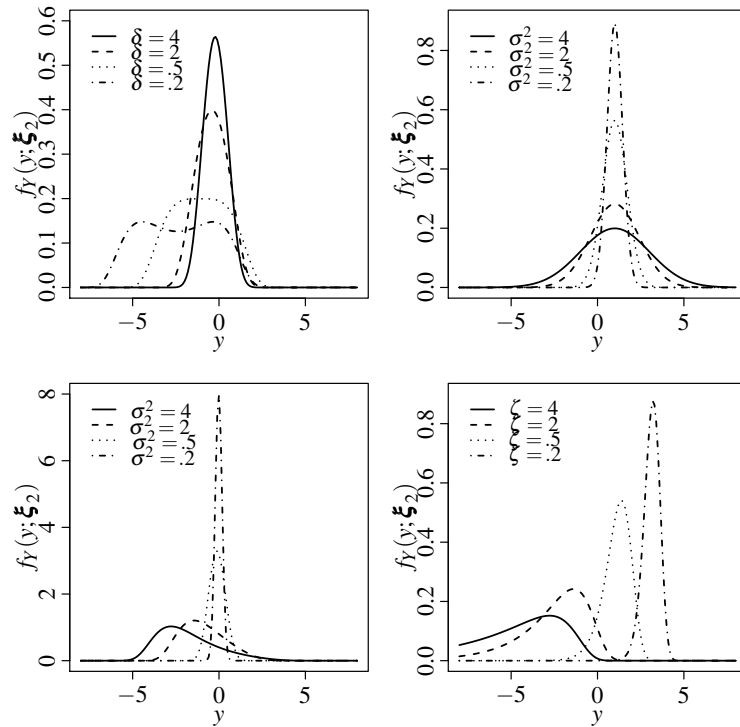 0.0 0.1 0.2 0.3 0.4 0.5 0.6
f_Y(y; ξ_2)
δ = 4
δ = 2
δ = .5
δ = .2
−5 0 5
y
0.0 0.2 0.4 0.6 0.8
f_Y(y; ξ_2)
σ² = 4
σ² = 2
σ² = .5
σ² = .2
−5 0 5
y
0 2 4 6 8
f_Y(y; ξ_2)
σ² = 4
σ² = 2
σ² = .5
σ² = .2
−5 0 5
y
0.0 0.2 0.4 0.6 0.8
f_Y(y; ξ_2)
ζ = 4
ζ = 2
ζ = .5
ζ = .2
−5 0 5
y